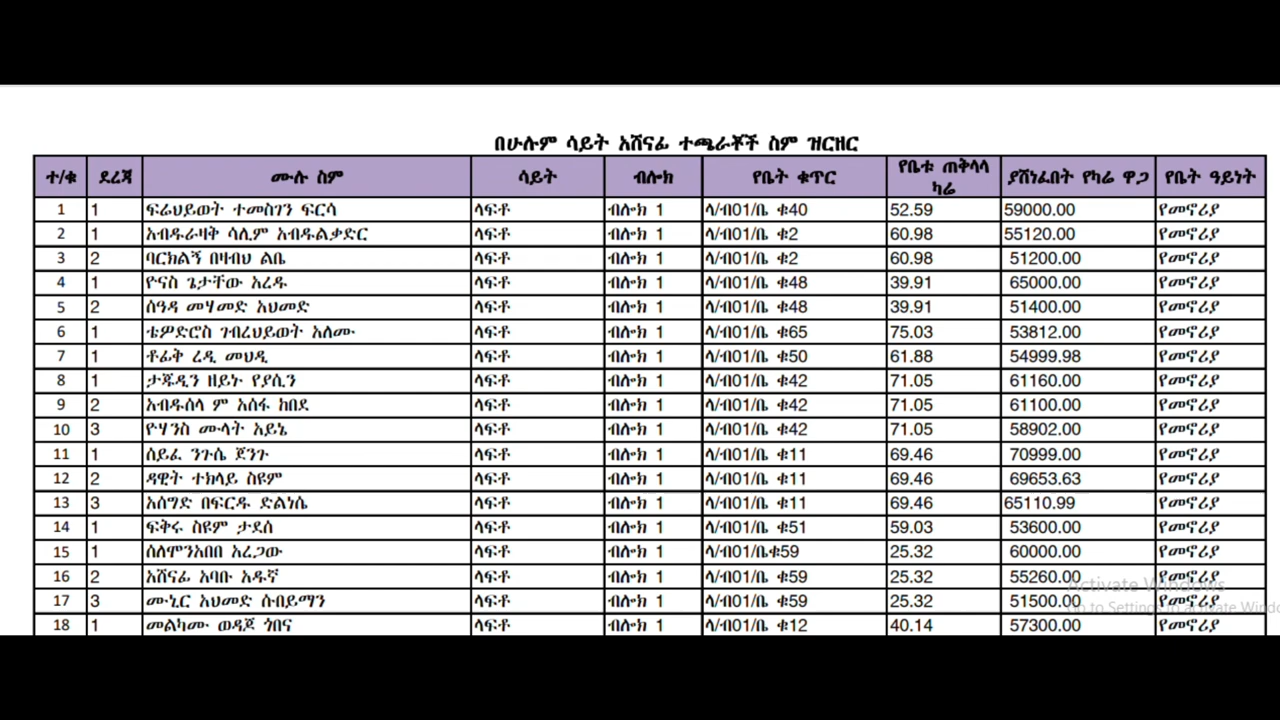 በሁሉም ሳይት አሸናፊ ተጫራቾች ስም ዝርዝር
ተ/ቁ ደረጃ ሙሉ ስም ሳይት ብሎክ የቤት ቁጥር የቤቱ ጠቅላላ ካሬ ያሸነፈበት የካሬ ዋጋ የቤት ዓይነት
1 1 ፍሬህይወት ተመስገን ፍርሳ ላፍቶ ብሎክ 1 ላ/ብ01/ቤ ቁ40 52.59 59000.00 የመኖሪያ
2 1 አብዱራዛቅ ሳሊም አብዱልቃድር ላፍቶ ብሎክ 1 ላ/ብ01/ቤ ቁ2 60.98 55120.00 የመኖሪያ
3 2 ባርክልኝ በዛብህ ልቤ ላፍቶ ብሎክ 1 ላ/ብ01/ቤ ቁ2 60.98 51200.00 የመኖሪያ
4 1 ዮናስ ጌታቸው አረዱ ላፍቶ ብሎክ 1 ላ/ብ01/ቤ ቁ48 39.91 65000.00 የመኖሪያ
5 2 ሰዓዳ መሃመድ አህመድ ላፍቶ ብሎክ 1 ላ/ብ01/ቤ ቁ48 39.91 51400.00 የመኖሪያ
6 1 ቴዎድሮስ ገብረህይወት አለሙ ላፍቶ ብሎክ 1 ላ/ብ01/ቤ ቁ65 75.03 53812.00 የመኖሪያ
7 1 ቶፊቅ ረዲ መህዲ ላፍቶ ብሎክ 1 ላ/ብ01/ቤ ቁ50 61.88 54999.98 የመኖሪያ
8 1 ታጁዲን ዘይኑ የያሲን ላፍቶ ብሎክ 1 ላ/ብ01/ቤ ቁ42 71.05 61160.00 የመኖሪያ
9 2 አብዱሰላ ም አሰፋ ከበደ ላፍቶ ብሎክ 1 ላ/ብ01/ቤ ቁ42 71.05 61100.00 የመኖሪያ
10 3 ዮሃንስ ሙላት አይኔ ላፍቶ ብሎክ 1 ላ/ብ01/ቤ ቁ42 71.05 58902.00 የመኖሪያ
11 1 ሰይፈ ንጉሴ ጀንጉ ላፍቶ ብሎክ 1 ላ/ብ01/ቤ ቁ11 69.46 70999.00 የመኖሪያ
12 2 ዳዊት ተክላይ ስዩም ላፍቶ ብሎክ 1 ላ/ብ01/ቤ ቁ11 69.46 69653.63 የመኖሪያ
13 3 አሰግድ በፍርዱ ድልነሴ ላፍቶ ብሎክ 1 ላ/ብ01/ቤ ቁ11 69.46 65110.99 የመኖሪያ
14 1 ፍቅሩ ስዩም ታደሰ ላፍቶ ብሎክ 1 ላ/ብ01/ቤ ቁ51 59.03 53600.00 የመኖሪያ
15 1 ሰለሞንአበበ አረጋው ላፍቶ ብሎክ 1 ላ/ብ01/ቤቁ59 25.32 60000.00 የመኖሪያ
16 2 አሸናፊ አባቡ አዱኛ ላፍቶ ብሎክ 1 ላ/ብ01/ቤ ቁ59 25.32 55260.00 የመኖሪያ
Activate Windows
17 3 ሙኒር አህመድ ሱበይማን ላፍቶ ብሎክ 1 ላ/ብ01/ቤ ቁ59 25.32 51500.00 የመኖሪያ
Go to Settings to activate Windo
18 1 መልካሙ ወዳጆ ጎበና ላፍቶ ብሎክ 1 ላ/ብ01/ቤ ቁ12 40.14 57300.00 የመኖሪያ